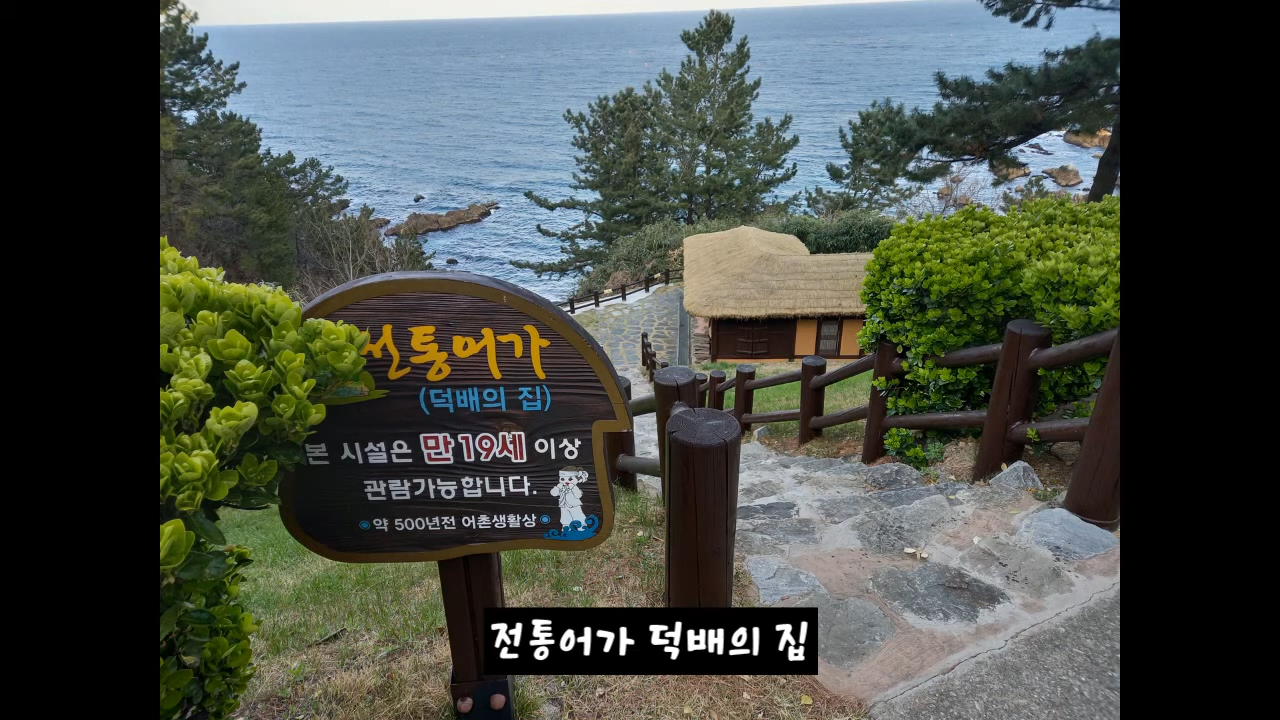 전통어가
(덕배의 집)
본 시설은 만19세 이상
관람가능합니다.
약 500년전 어촌생활상
전통어가 덕배의 집